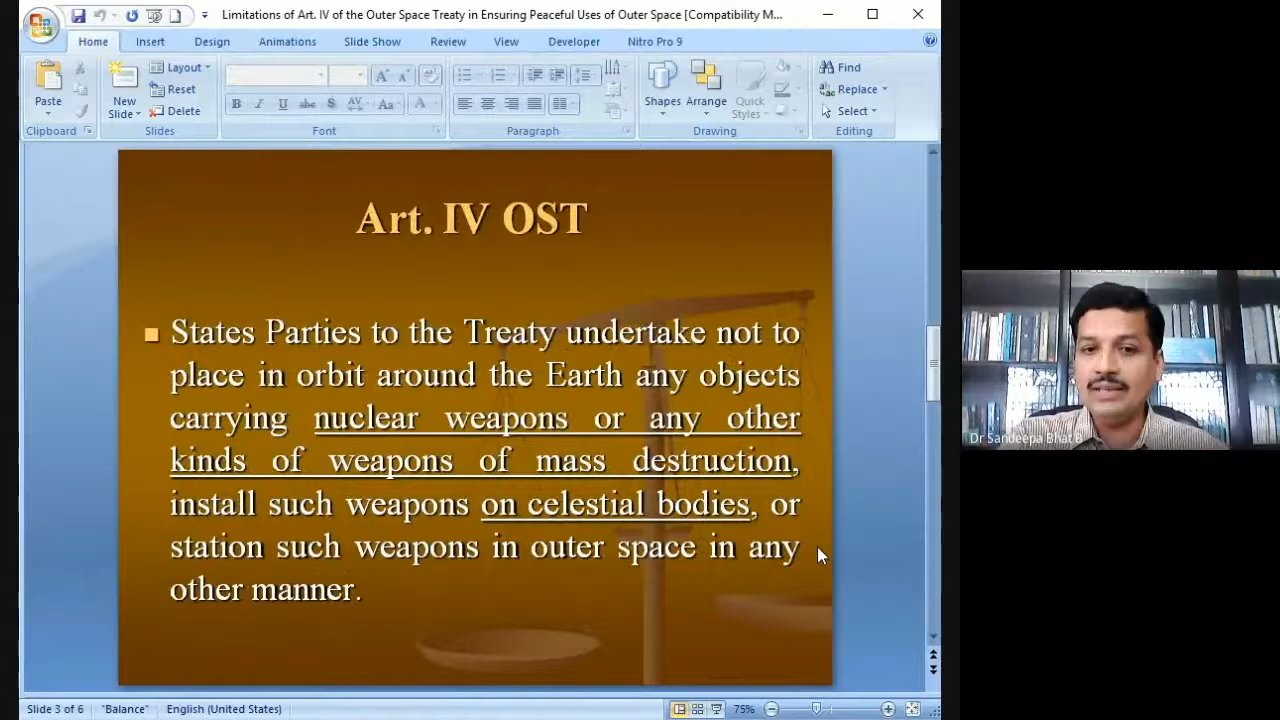 Limitations of Art. IV of the Outer Space Treaty in Ensuring Peaceful Uses of Outer Space [Compatibility M...
Home Insert Design Animations Slide Show Review View Developer Nitro Pro 9
Paste
Clipboard
New
Slide
Layout
Reset
Delete
Slides
B I U abc S AV Aa A
Font
Paragraph
Shapes Arrange Quick
Styles
Drawing
Find
Replace
Select
Editing
Art. IV OST
States Parties to the Treaty undertake not to
place in orbit around the Earth any objects
carrying nuclear weapons or any other
kinds of weapons of mass destruction,
install such weapons on celestial bodies, or
station such weapons in outer space in any
other manner.
Dr Sandeepa Bhat B
Slide 3 of 6 "Balance" English (United States) 75%